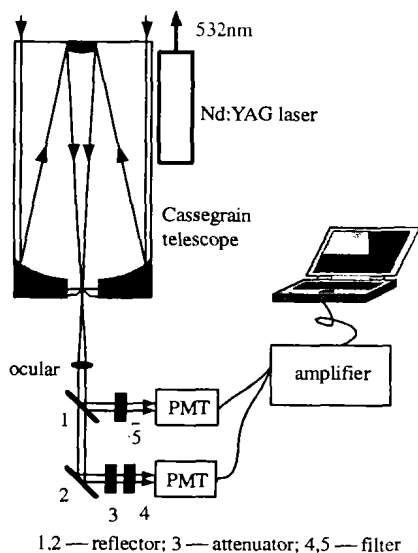 532nm
Nd:YAG laser
Cassegrain
telescope
ocular
amplifier
1
5
PMT
2
3
4
PMT
1,2 — reflector; 3 — attenuator; 4,5 — filter